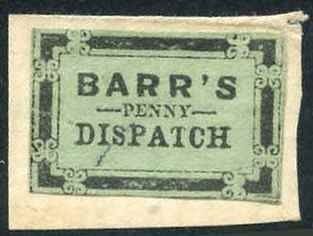 BARR'S
—PENNY—
DISPATCH